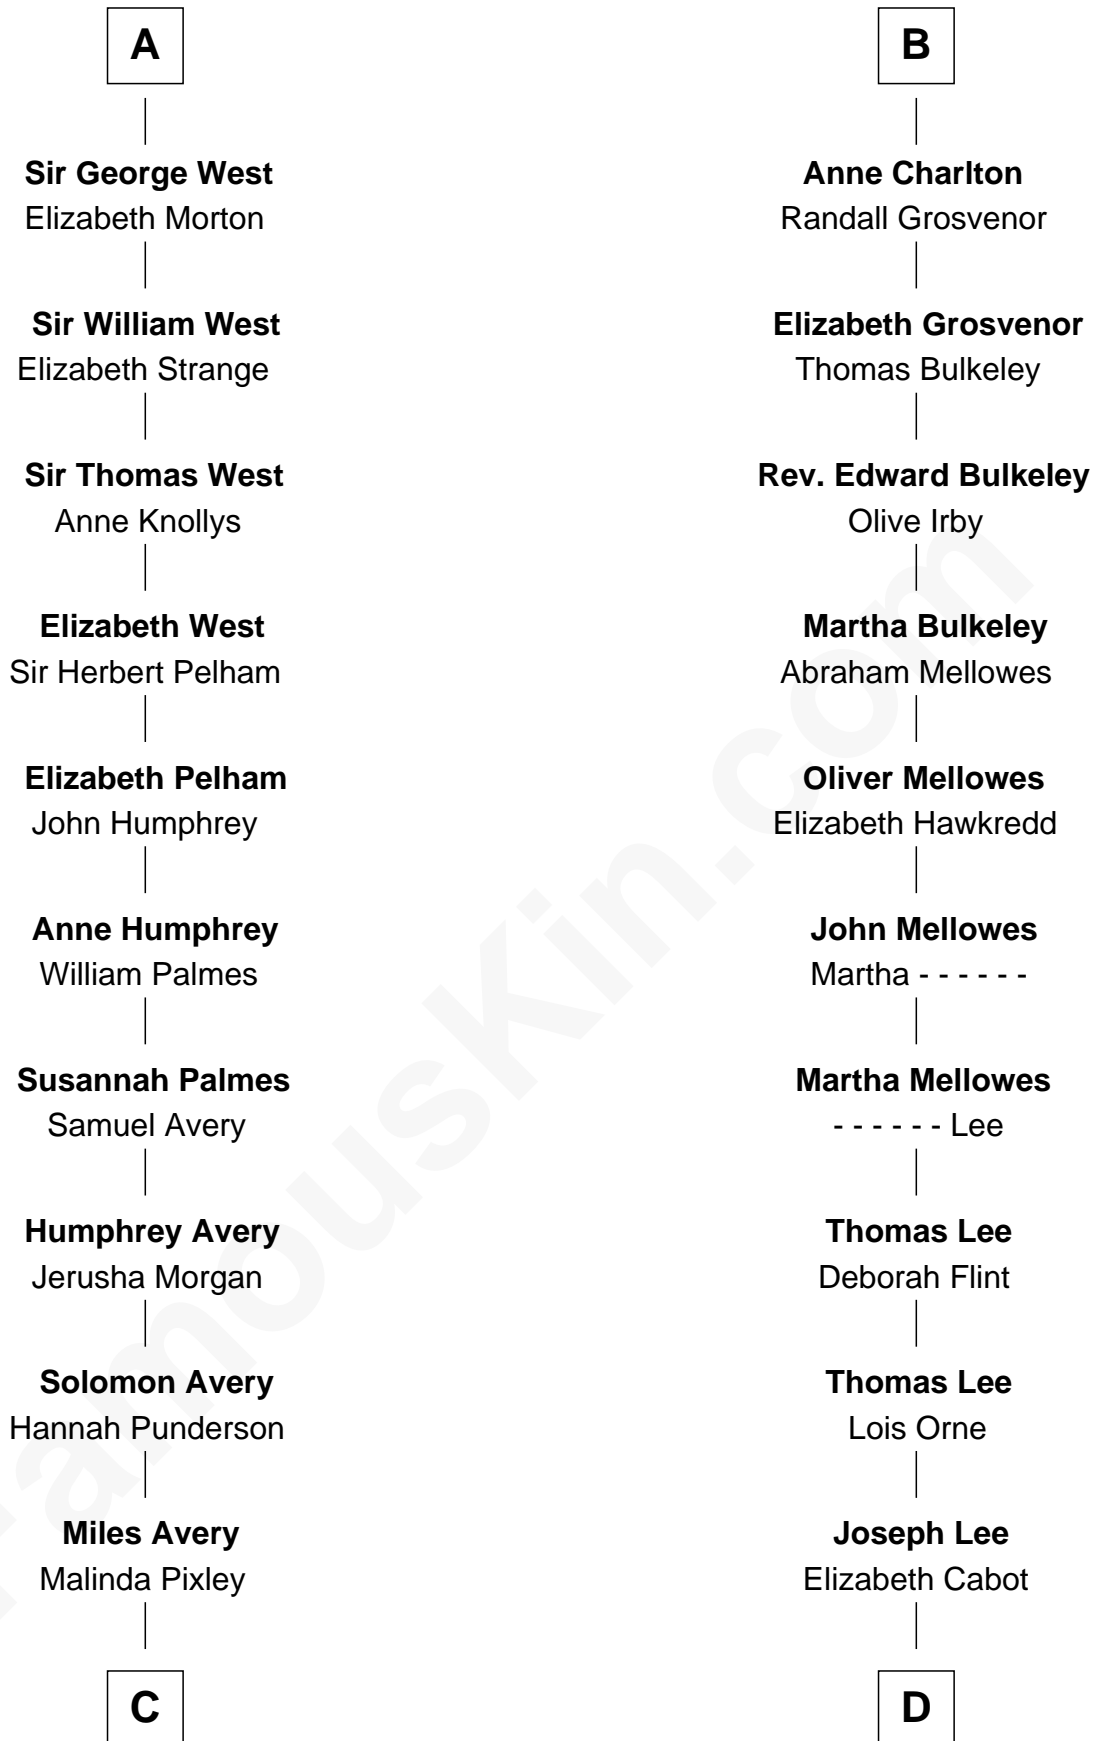 A
Sir George West
Elizabeth Morton
Sir William West
Elizabeth Strange
Sir Thomas West
Anne Knollys
Elizabeth West
Sir Herbert Pelham
Elizabeth Pelham
John Humphrey
Anne Humphrey
William Palmes
Susannah Palmes
Samuel Avery
Humphrey Avery
Jerusha Morgan
Solomon Avery
Hannah Punderson
Miles Avery
Malinda Pixley
C
B
Anne Charlton
Randall Grosvenor
Elizabeth Grosvenor
Thomas Bulkeley
Rev. Edward Bulkeley
Olive Irby
Martha Bulkeley
Abraham Mellowes
Oliver Mellowes
Elizabeth Hawkredd
John Mellowes
Martha - - - - - -
Martha Mellowes
- - - - - - Lee
Thomas Lee
Deborah Flint
Thomas Lee
Lois Orne
Joseph Lee
Elizabeth Cabot
D
FamousKin.com